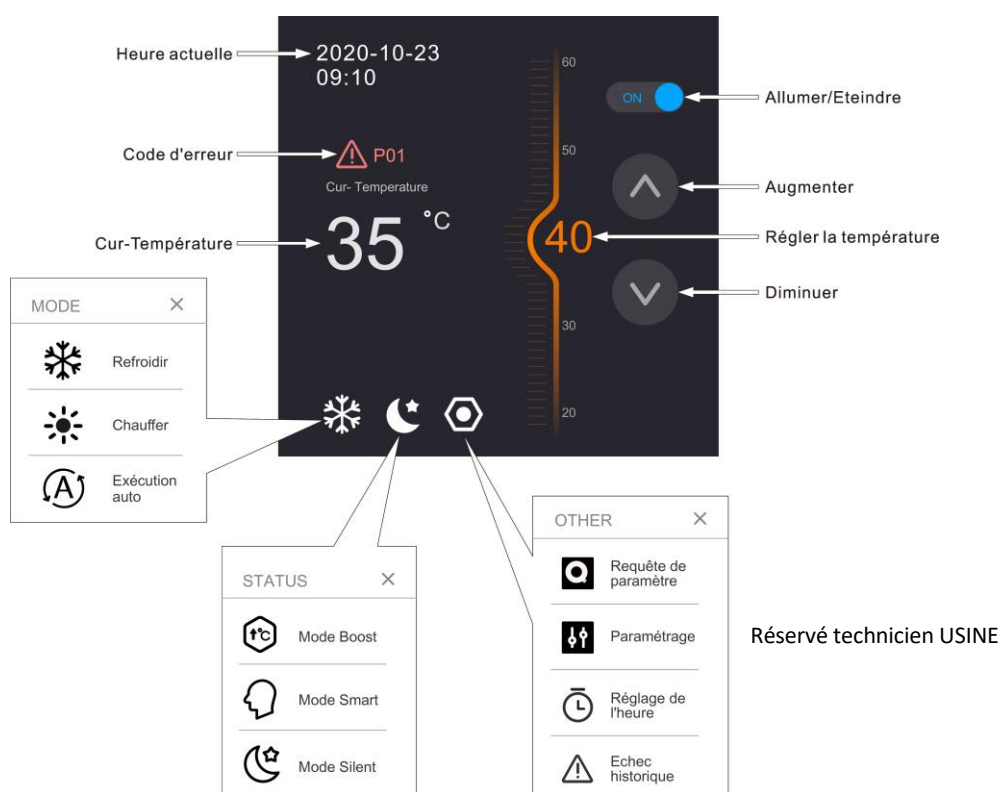 Heure actuelle
2020-10-23
09:10
60
ON
Allumer/Eteindre
Code d'erreur
P01
50
Cur- Temperature
Augmenter
Cur-Température
35 °C
40
Régler la température
Diminuer
30
20
MODE
Refroidir
Chauffer
Exécution
auto
STATUS
Mode Boost
Mode Smart
Mode Silent
OTHER
Requête de
paramètre
Paramétrage
Réservé technicien USINE
Réglage de
l'heure
Echec
historique